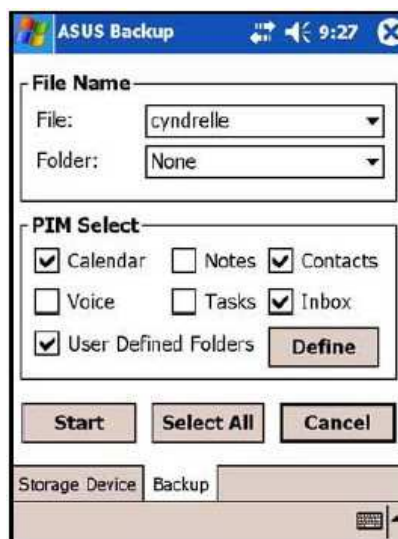 ASUS Backup 9:27
File Name
File: cyndrelle
Folder: None
PIM Select
Calendar Notes Contacts
Voice Tasks Inbox
User Defined Folders Define
Start Select All Cancel
Storage Device Backup